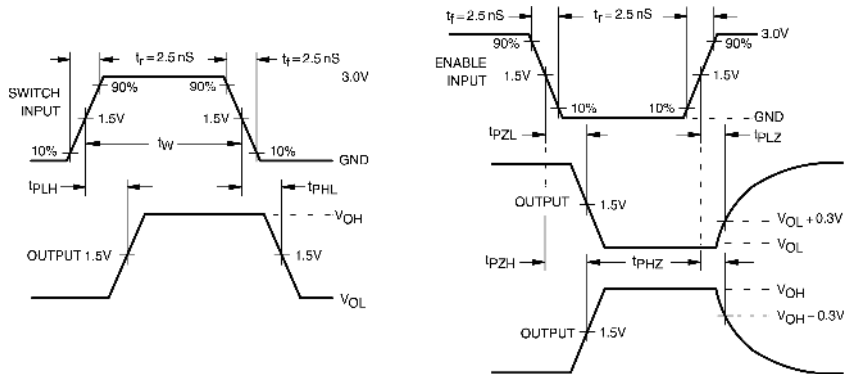 tr = 2.5 nS
tf = 2.5 nS
3.0V
SWITCH INPUT
90%
90%
1.5V
tW
1.5V
10%
10%
GND
tPLH
tPHL
VOH
OUTPUT
1.5V
1.5V
VOL
tf = 2.5 nS
tr = 2.5 nS
3.0V
90%
90%
ENABLE INPUT
1.5V
1.5V
10%
10%
GND
tPZL
tPLZ
OUTPUT
1.5V
VOL + 0.3V
VOL
tPZH
tPHZ
VOH
VOH – 0.3V
OUTPUT
1.5V